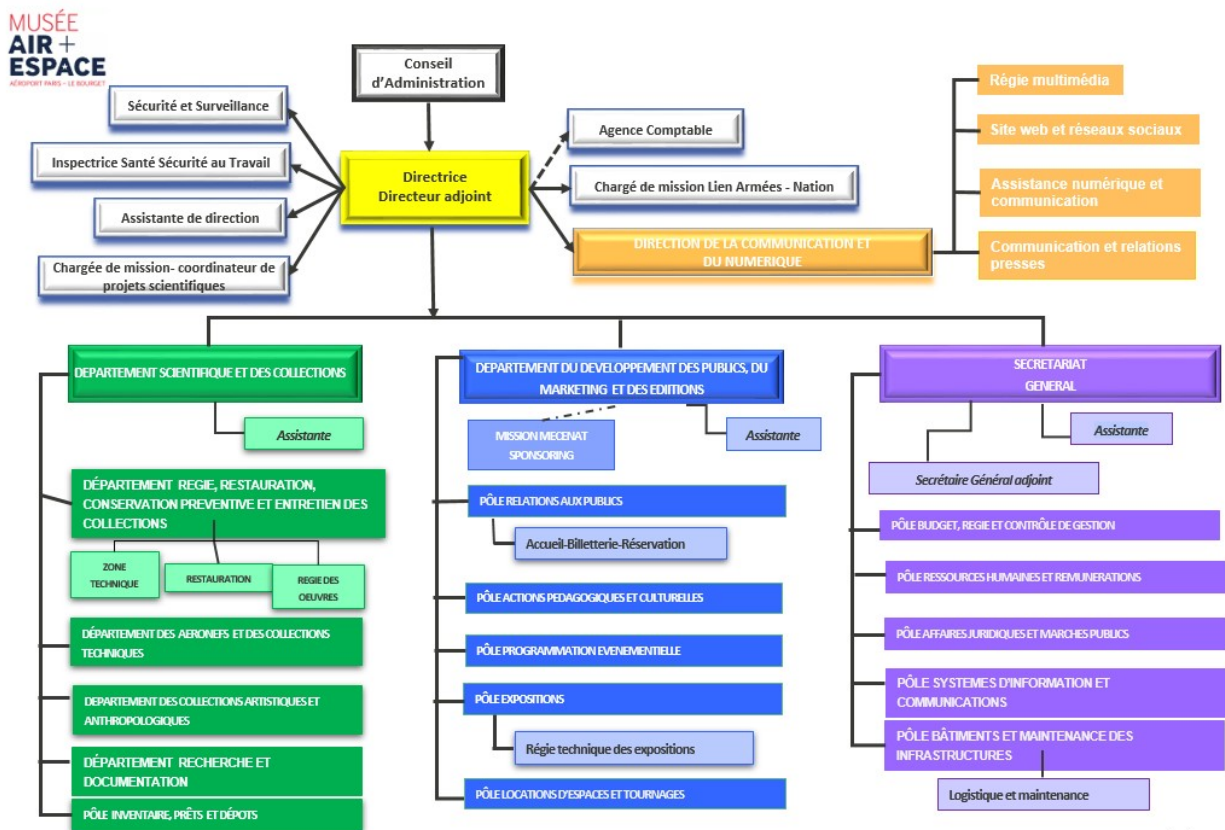 MUSÉE
AIR +
ESPACE
AÉROPORT PARIS – LE BOURGET
Conseil
d'Administration
Sécurité et Surveillance
Inspectrice Santé Sécurité au Travail
Assistante de direction
Chargée de mission- coordinateur de
projets scientifiques
Directrice
Directeur adjoint
Agence Comptable
Chargé de mission Lien Armées - Nation
DIRECTION DE LA COMMUNICATION ET
DU NUMERIQUE
Régie multimédia
Site web et réseaux sociaux
Assistance numérique et
communication
Communication et relations
presses
DEPARTEMENT SCIENTIFIQUE ET DES COLLECTIONS
Assistante
DÉPARTEMENT REGIE, RESTAURATION,
CONSERVATION PREVENTIVE ET ENTRETIEN DES
COLLECTIONS
ZONE
TECHNIQUE
RESTAURATION
REGIE DES
OEUVRES
DÉPARTEMENT DES AERONEFS ET DES COLLECTIONS
TECHNIQUES
DEPARTEMENT DES COLLECTIONS ARTISTIQUES ET
ANTHROPOLOGIQUES
DÉPARTEMENT RECHERCHE ET
DOCUMENTATION
PÔLE INVENTAIRE, PRÊTS ET DÉPOTS
DEPARTEMENT DU DEVELOPPEMENT DES PUBLICS, DU
MARKETING ET DES EDITIONS
MISSION MECENAT
SPONSORING
Assistante
PÔLE RELATIONS AUX PUBLICS
Accueil-Billetterie-Réservation
PÔLE ACTIONS PEDAGOGIQUES ET CULTURELLES
PÔLE PROGRAMMATION EVENEMENTIELLE
PÔLE EXPOSITIONS
Régie technique des expositions
PÔLE LOCATIONS D'ESPACES ET TOURNAGES
SECRETARIAT
GENERAL
Assistante
Secrétaire Général adjoint
PÔLE BUDGET, REGIE ET CONTRÔLE DE GESTION
PÔLE RESSOURCES HUMAINES ET REMUNERATIONS
PÔLE AFFAIRES JURIDIQUES ET MARCHES PUBLICS
PÔLE SYSTEMES D'INFORMATION ET
COMMUNICATIONS
PÔLE BÂTIMENTS ET MAINTENANCE DES
INFRASTRUCTURES
Logistique et maintenance